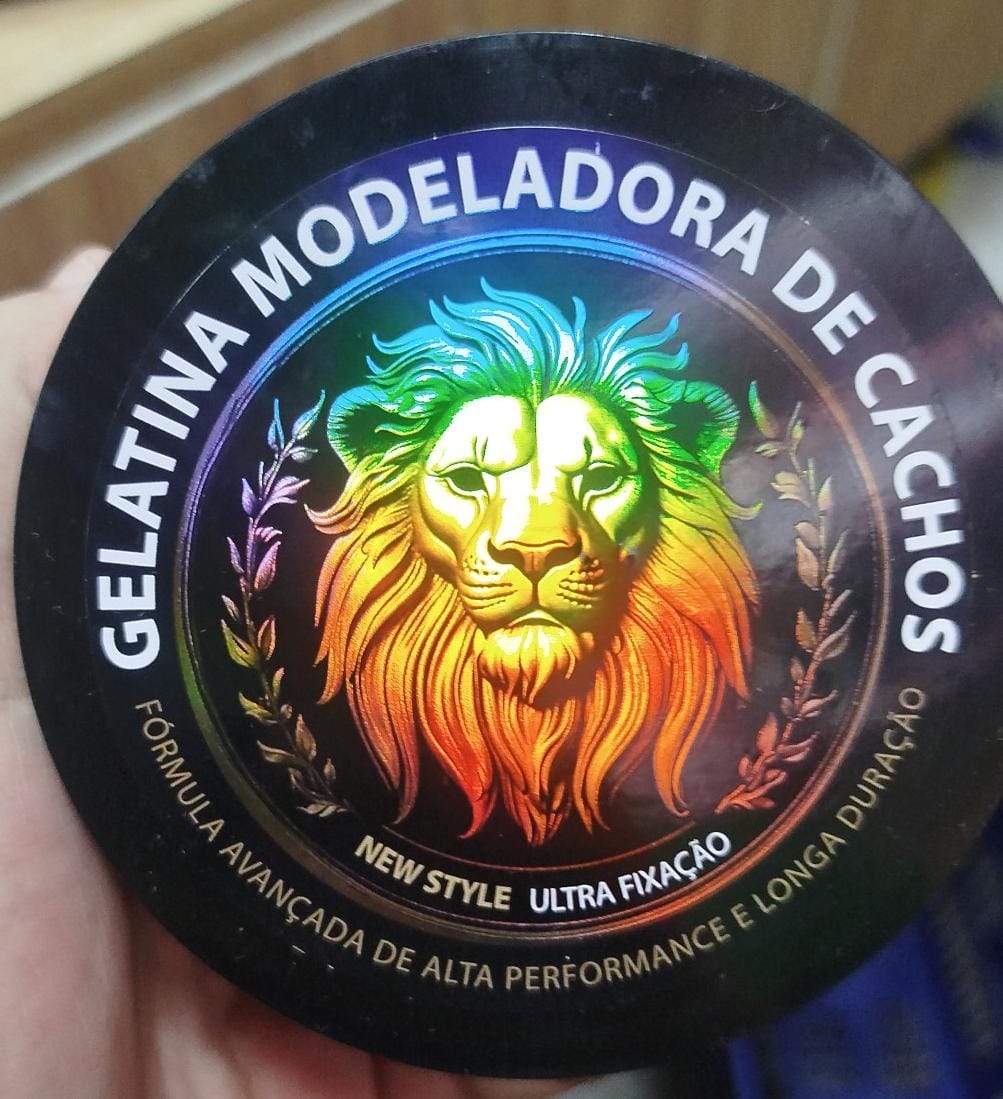 GELATINA MODELADORA DE CACHOS
NEW STYLE ULTRA FIXAÇÃO
FÓRMULA AVANÇADA DE ALTA PERFORMANCE E LONGA DURAÇÃO